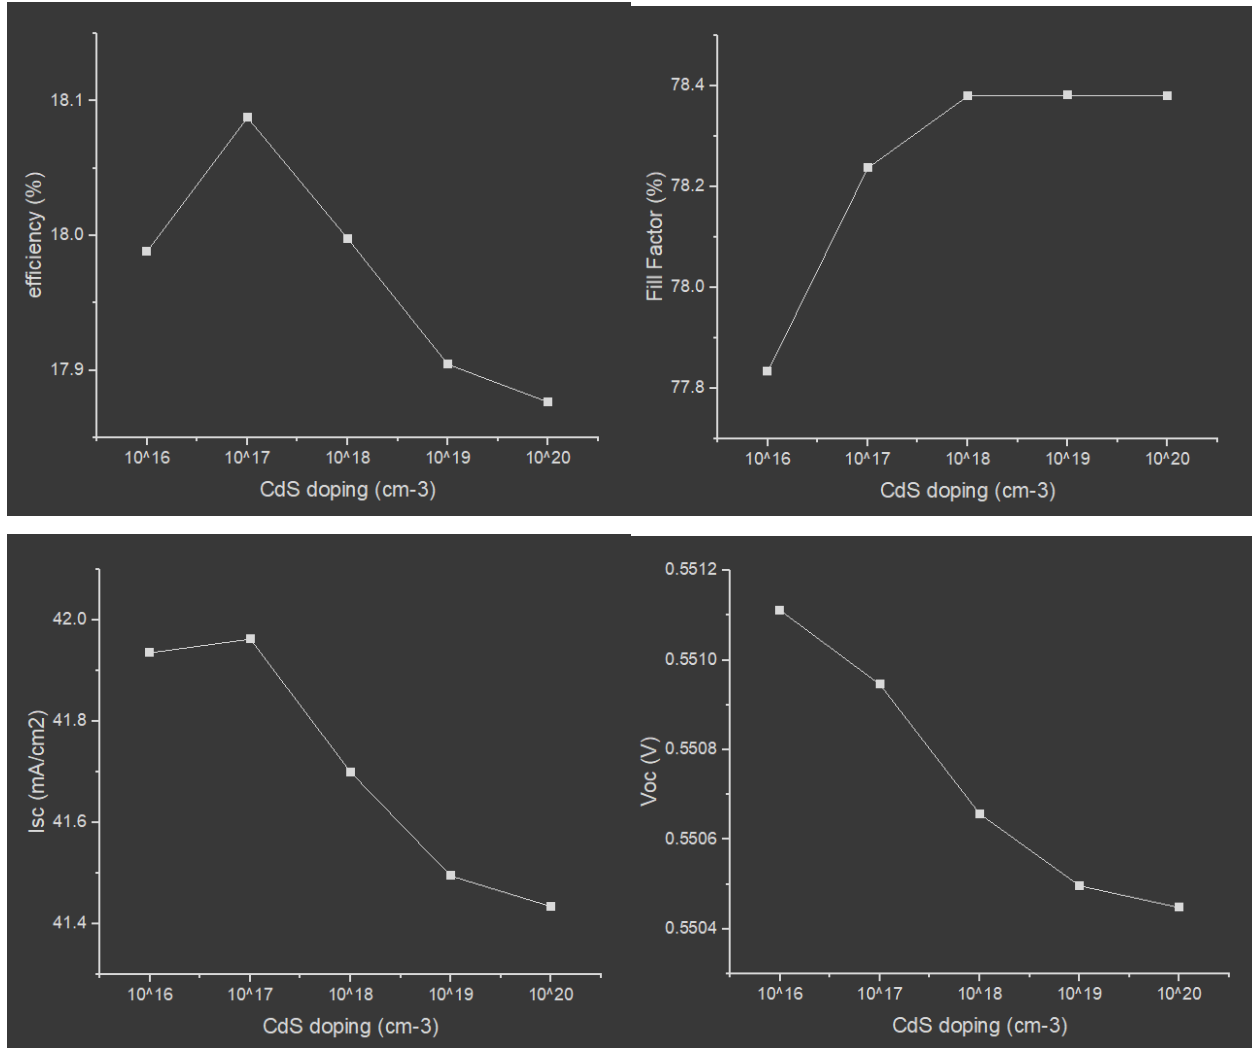 efficiency (%)
18.1
18.0
17.9
10^16 10^17 10^18 10^19 10^20
CdS doping (cm-3)
Fill Factor (%)
78.4
78.2
78.0
77.8
10^16 10^17 10^18 10^19 10^20
CdS doping (cm-3)
Isc (mA/cm2)
42.0
41.8
41.6
41.4
10^16 10^17 10^18 10^19 10^20
CdS doping (cm-3)
Voc (V)
0.5512
0.5510
0.5508
0.5506
0.5504
10^16 10^17 10^18 10^19 10^20
CdS doping (cm-3)